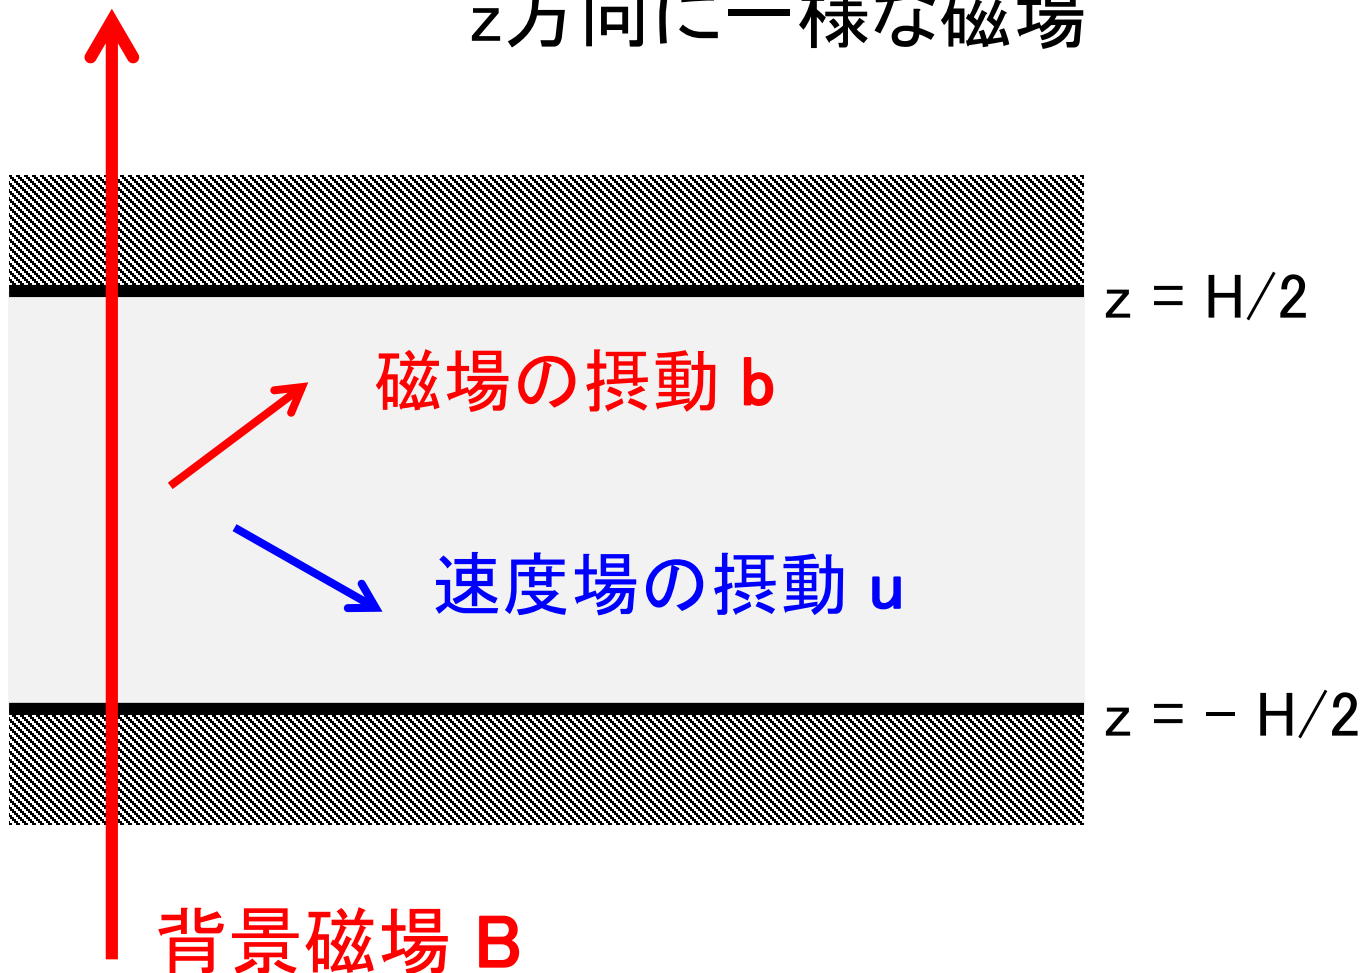 z方向に一様な磁場
z = H/2
磁場の摂動 b
速度場の摂動 u
z = − H/2
背景磁場 B